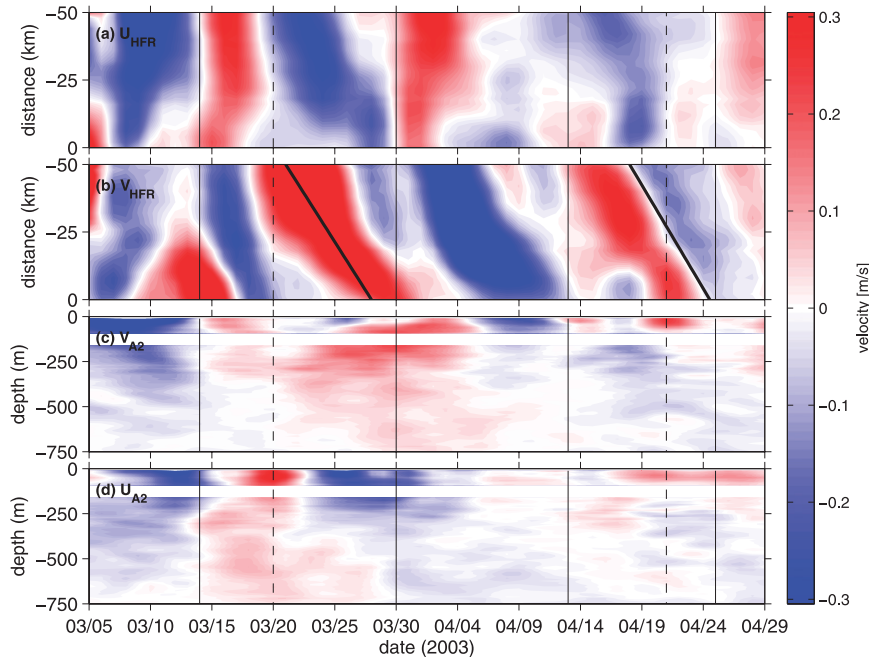 −50
−25
0
distance (km)
(a) U_HFR
−50
−25
0
distance (km)
(b) V_HFR
0
−250
−500
−750
depth (m)
(c) V_A2
0
−250
−500
−750
depth (m)
(d) U_A2
03/05 03/10 03/15 03/20 03/25 03/30 04/04 04/09 04/14 04/19 04/24 04/29
date (2003)
0.3
0.2
0.1
0
−0.1
−0.2
−0.3
velocity [m/s]